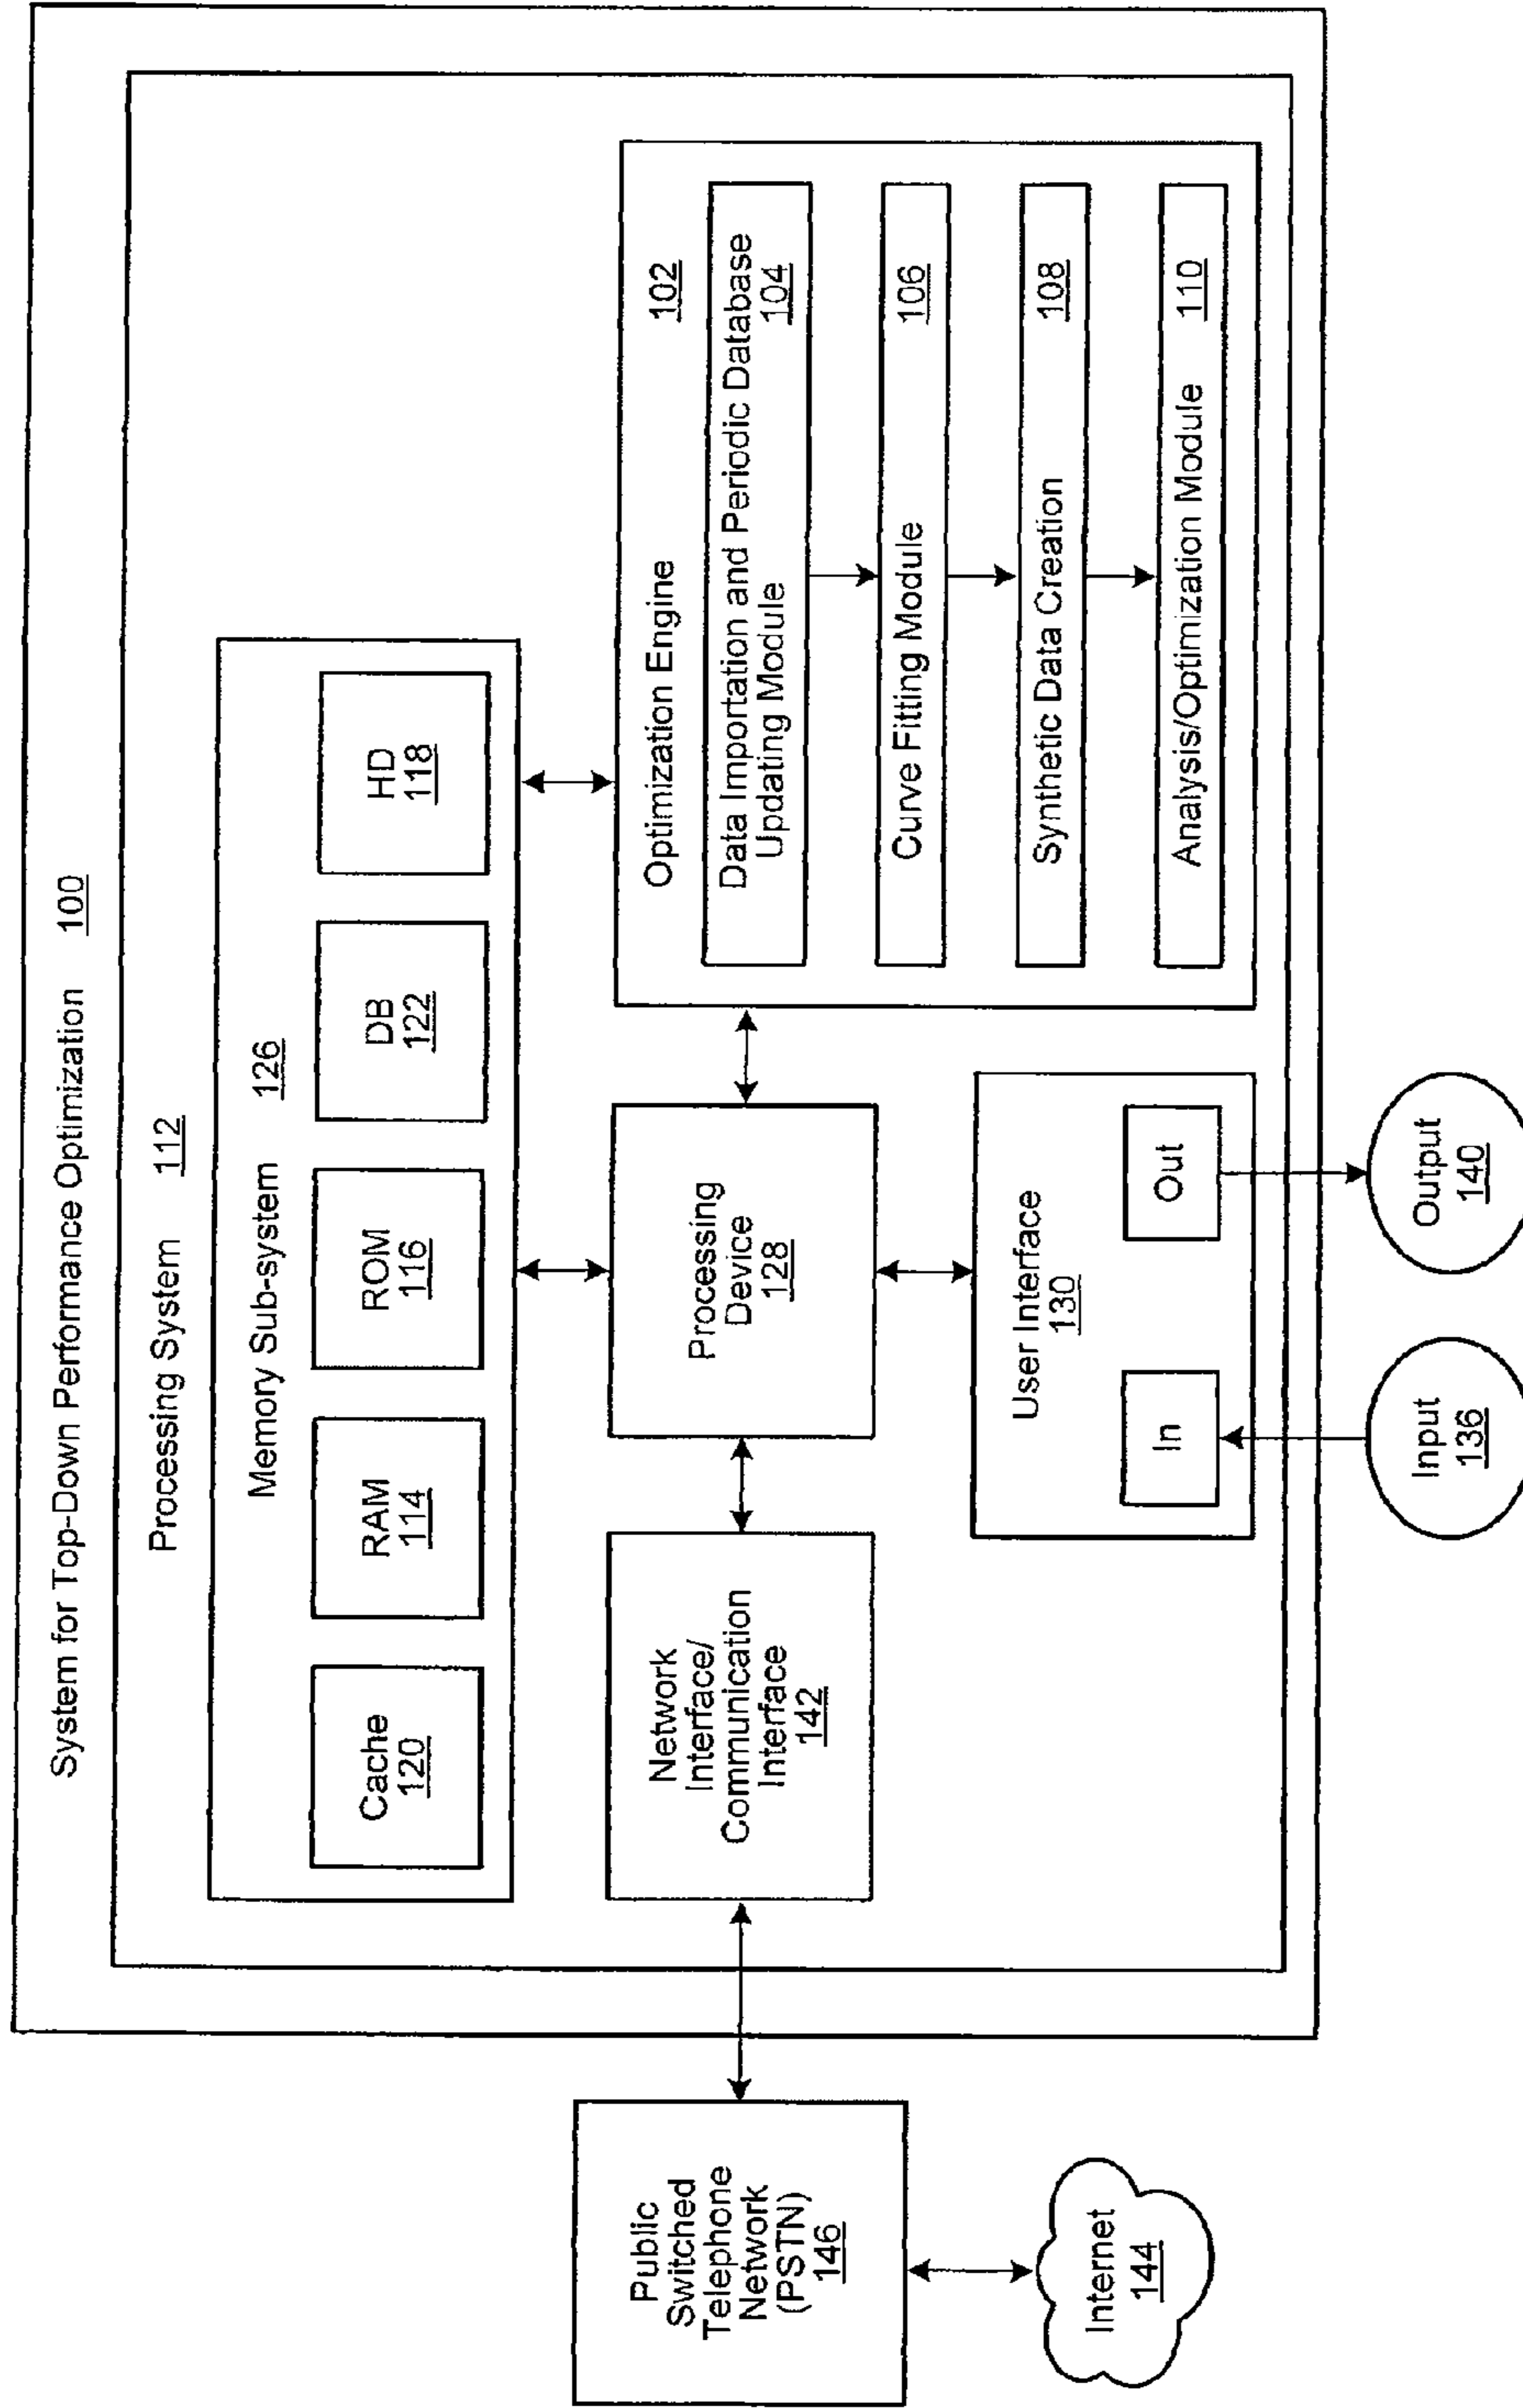 System for Top-Down Performance Optimization 100
Processing System 112
Memory Sub-system 126
Cache
120
RAM
114
ROM
116
DB
122
HD
118
Public
Switched
Telephone
Network
(PSTN)
146
Internet
144
Network
Interface/
Communication
Interface
142
Processing
Device
128
User Interface
130
In
Out
Input
136
Output
140
Optimization Engine 102
Data Importation and Periodic Database
Updating Module 104
Curve Fitting Module 106
Synthetic Data Creation 108
Analysis/Optimization Module 110